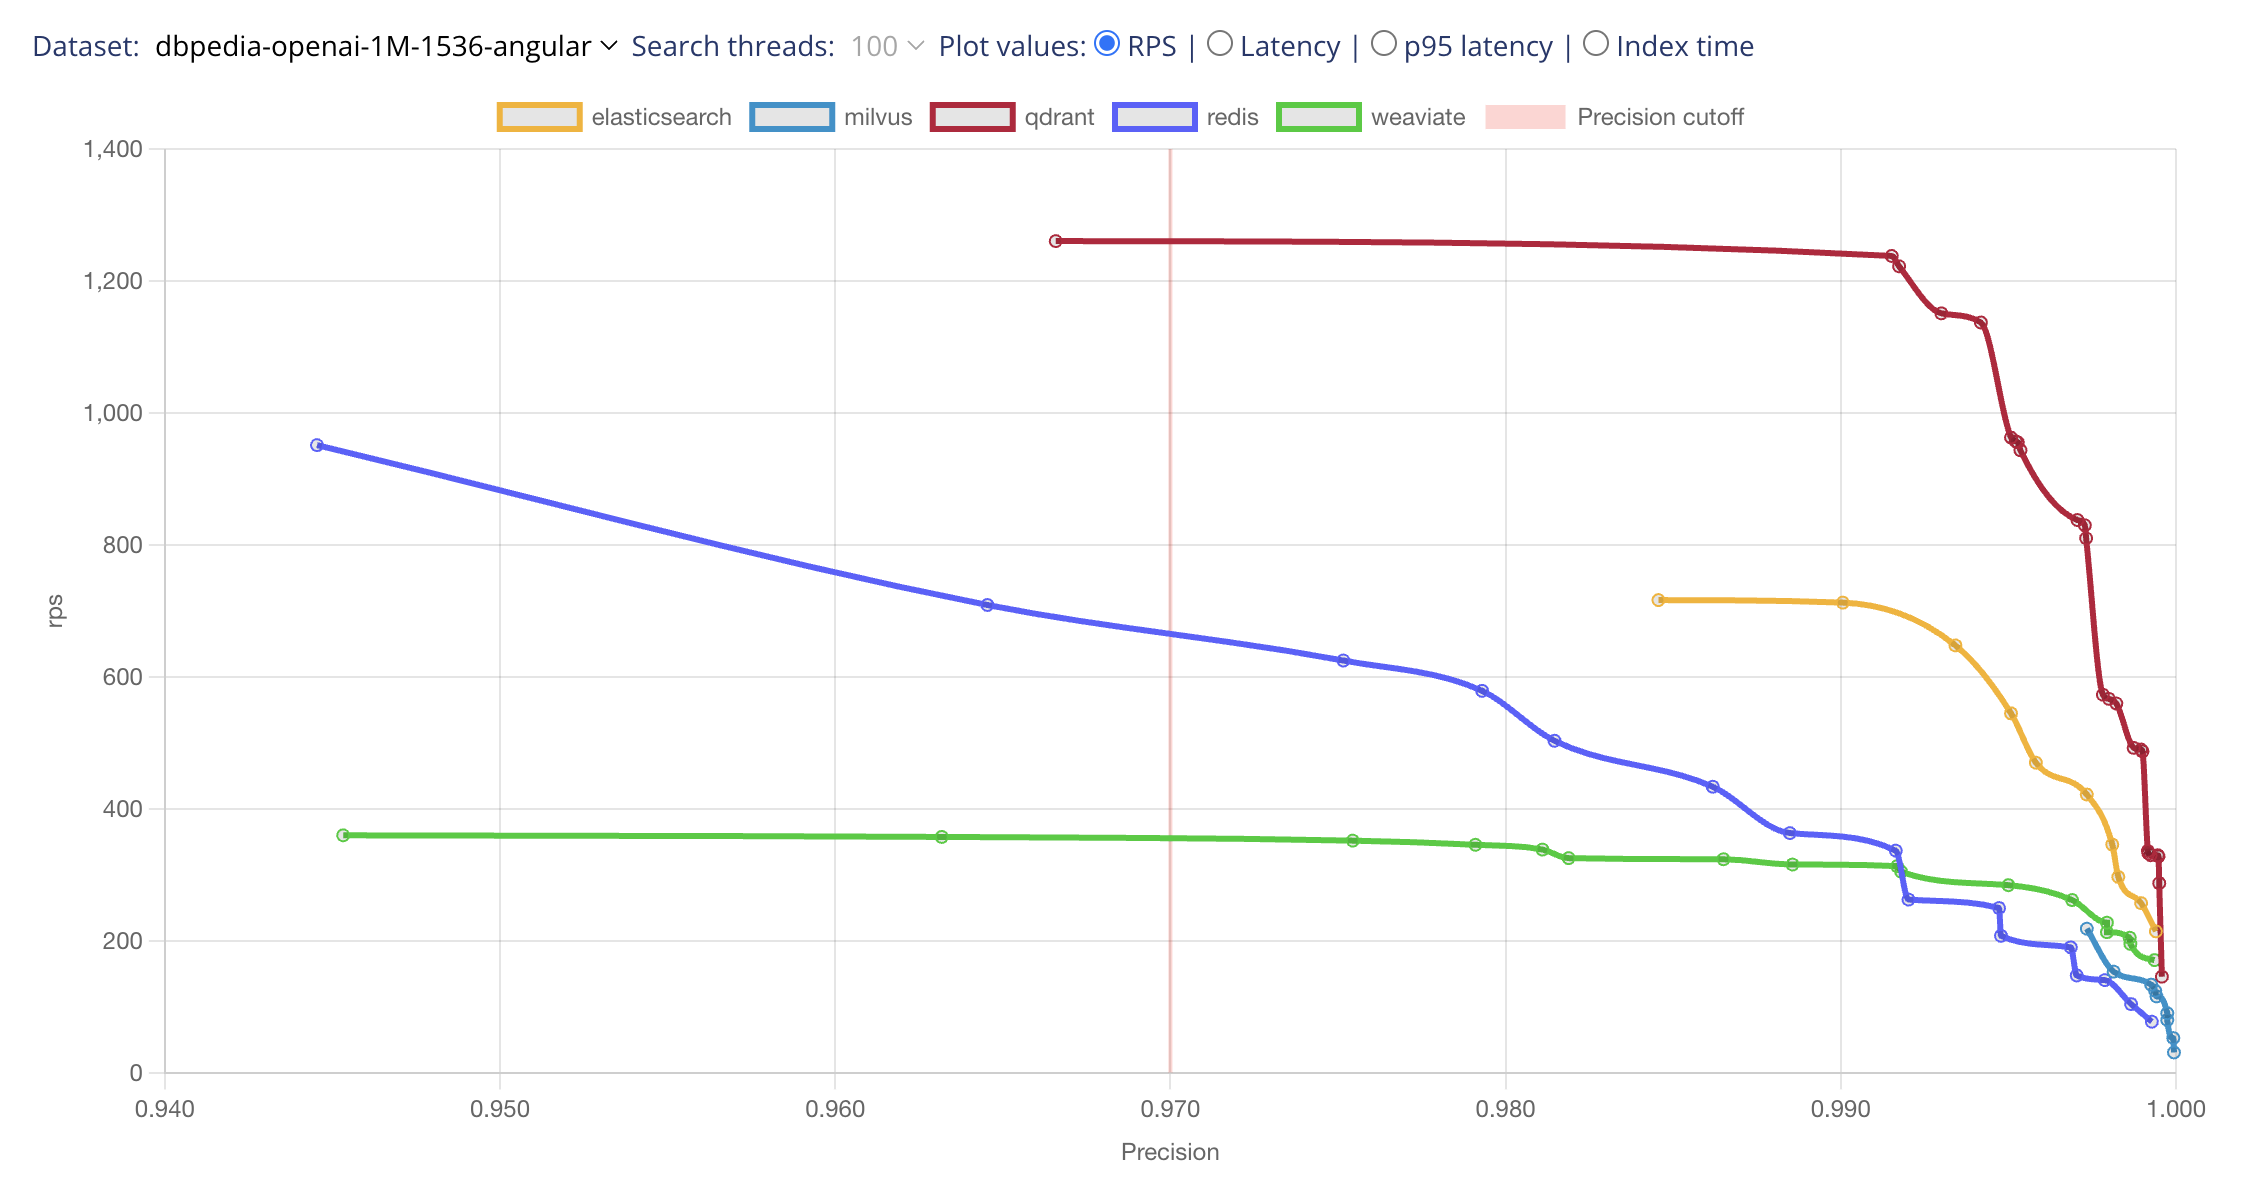 Dataset: dbpedia-openai-1M-1536-angular Search threads: 100 Plot values: RPS | Latency | p95 latency | Index time
elasticsearch milvus qdrant redis weaviate Precision cutoff
1,400
1,200
1,000
800
600
400
200
0
rps
0.940 0.950 0.960 0.970 0.980 0.990 1.000
Precision